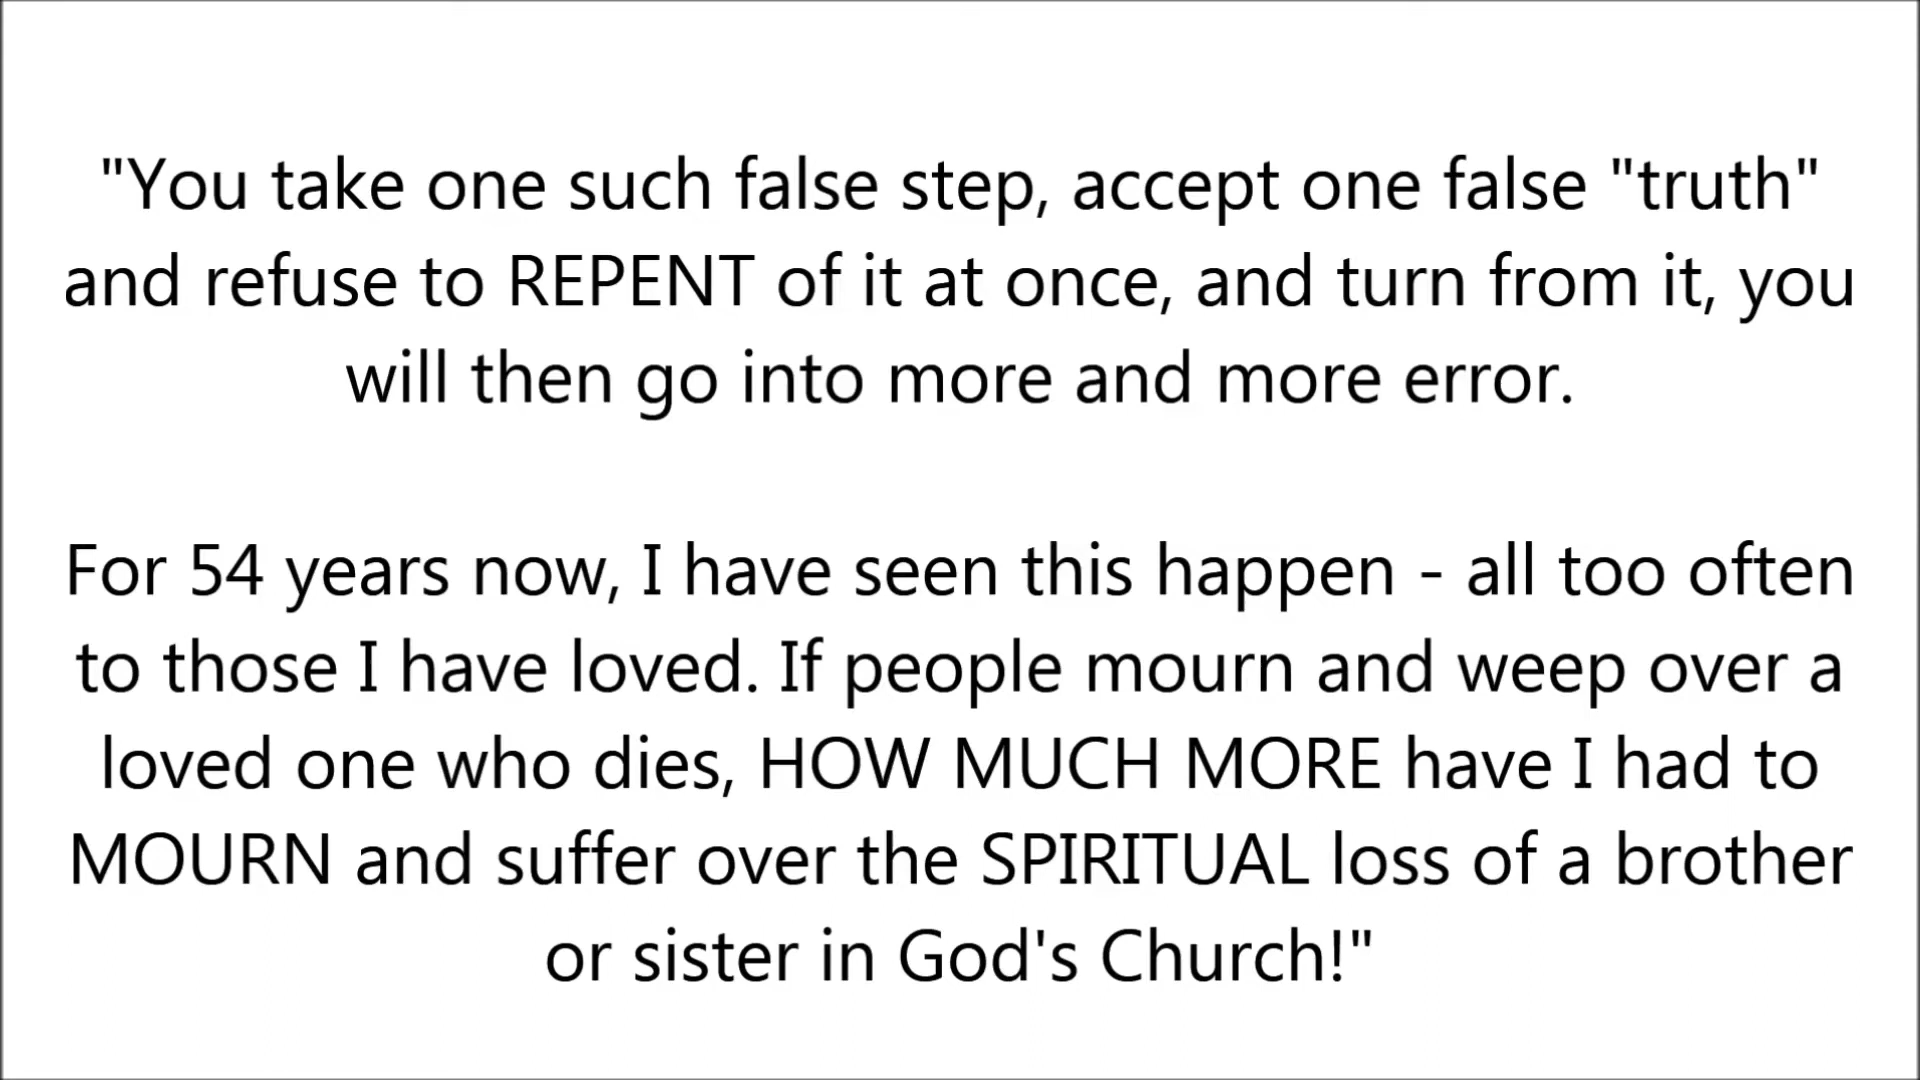 "You take one such false step, accept one false "truth"
and refuse to REPENT of it at once, and turn from it, you
will then go into more and more error.
For 54 years now, I have seen this happen - all too often
to those I have loved. If people mourn and weep over a
loved one who dies, HOW MUCH MORE have I had to
MOURN and suffer over the SPIRITUAL loss of a brother
or sister in God's Church!"